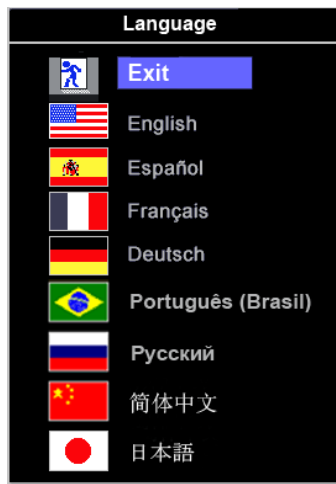 Language
Exit
English
Español
Français
Deutsch
Português (Brasil)
Русский
简体中文
日本語